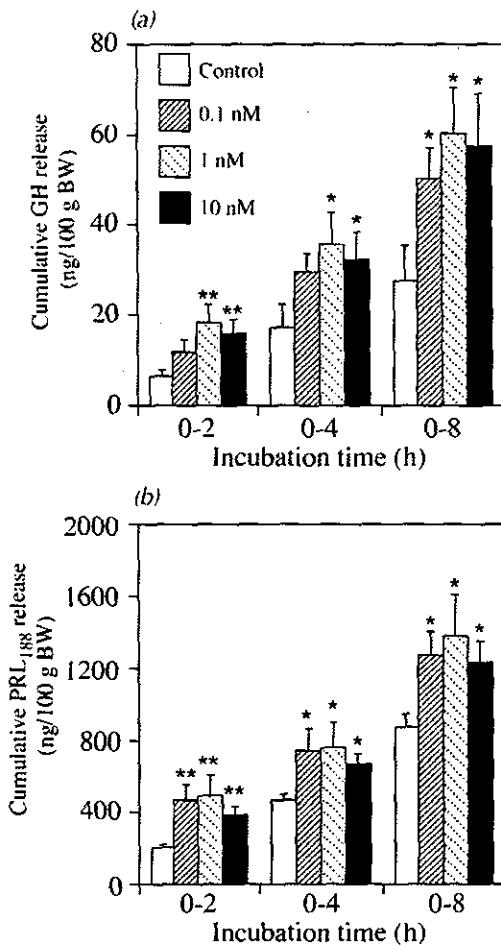 (a)
80
60
40
20
0
Cumulative GH release
(ng/100 g BW)
Control
0.1 nM
1 nM
10 nM
** **
* *
* * *
0-2 0-4 0-8
Incubation time (h)
(b)
2000
1600
1200
800
400
0
Cumulative PRL188 release
(ng/100 g BW)
** ** **
* * *
* * *
0-2 0-4 0-8
Incubation time (h)